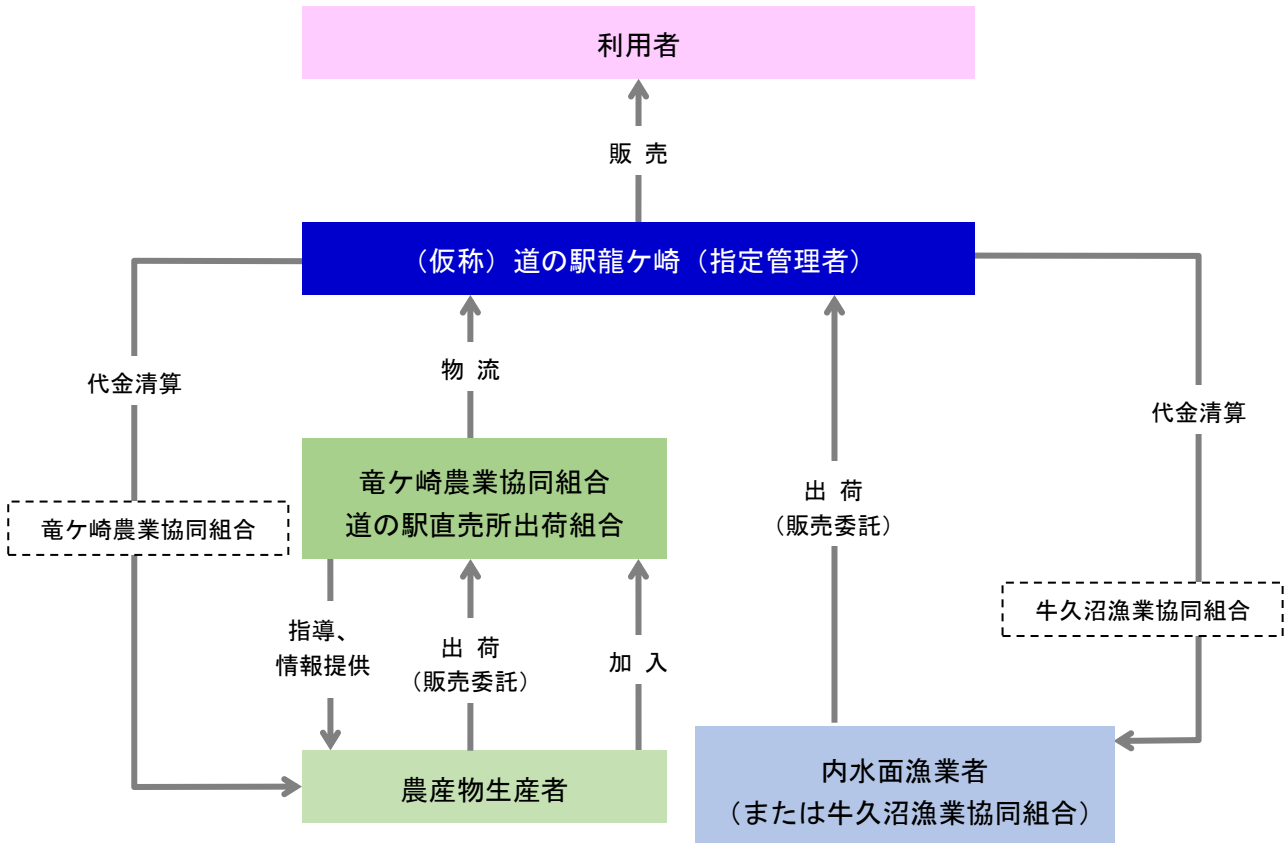 利用者
販 売
（仮称）道の駅龍ケ崎（指定管理者）
代金清算
物 流
代金清算
竜ケ崎農業協同組合
道の駅直売所出荷組合
竜ケ崎農業協同組合
出 荷
（販売委託）
牛久沼漁業協同組合
指導、
情報提供
出 荷
（販売委託）
加 入
農産物生産者
内水面漁業者
（または牛久沼漁業協同組合）